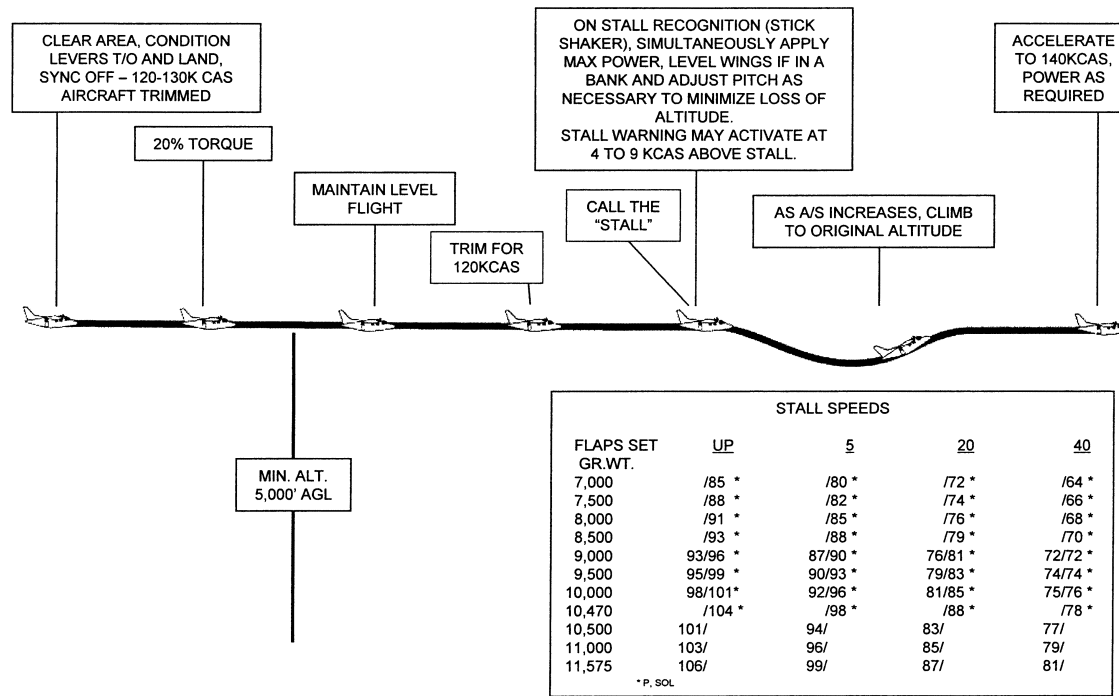 CLEAR AREA, CONDITION
LEVERS T/O AND LAND,
SYNC OFF – 120-130K CAS
AIRCRAFT TRIMMED
20% TORQUE
MAINTAIN LEVEL
FLIGHT
TRIM FOR
120KCAS
ON STALL RECOGNITION (STICK
SHAKER), SIMULTANEOUSLY APPLY
MAX POWER, LEVEL WINGS IF IN A
BANK AND ADJUST PITCH AS
NECESSARY TO MINIMIZE LOSS OF
ALTITUDE.
STALL WARNING MAY ACTIVATE AT
4 TO 9 KCAS ABOVE STALL.
CALL THE
“STALL”
AS A/S INCREASES, CLIMB
TO ORIGINAL ALTITUDE
ACCELERATE
TO 140KCAS,
POWER AS
REQUIRED
MIN. ALT.
5,000’ AGL
STALL SPEEDS
FLAPS SET UP 5 20 40
GR.WT.
7,000 /85 * /80 * /72 * /64 *
7,500 /88 * /82 * /74 * /66 *
8,000 /91 * /85 * /76 * /68 *
8,500 /93 * /88 * /79 * /70 *
9,000 93/96 * 87/90 * 76/81 * 72/72 *
9,500 95/99 * 90/93 * 79/83 * 74/74 *
10,000 98/101 * 92/96 * 81/85 * 75/76 *
10,470 /104 * /98 * /88 * /78 *
10,500 101/ 94/ 83/ 77/
11,000 103/ 96/ 85/ 79/
11,575 106/ 99/ 87/ 81/
* P, SOL